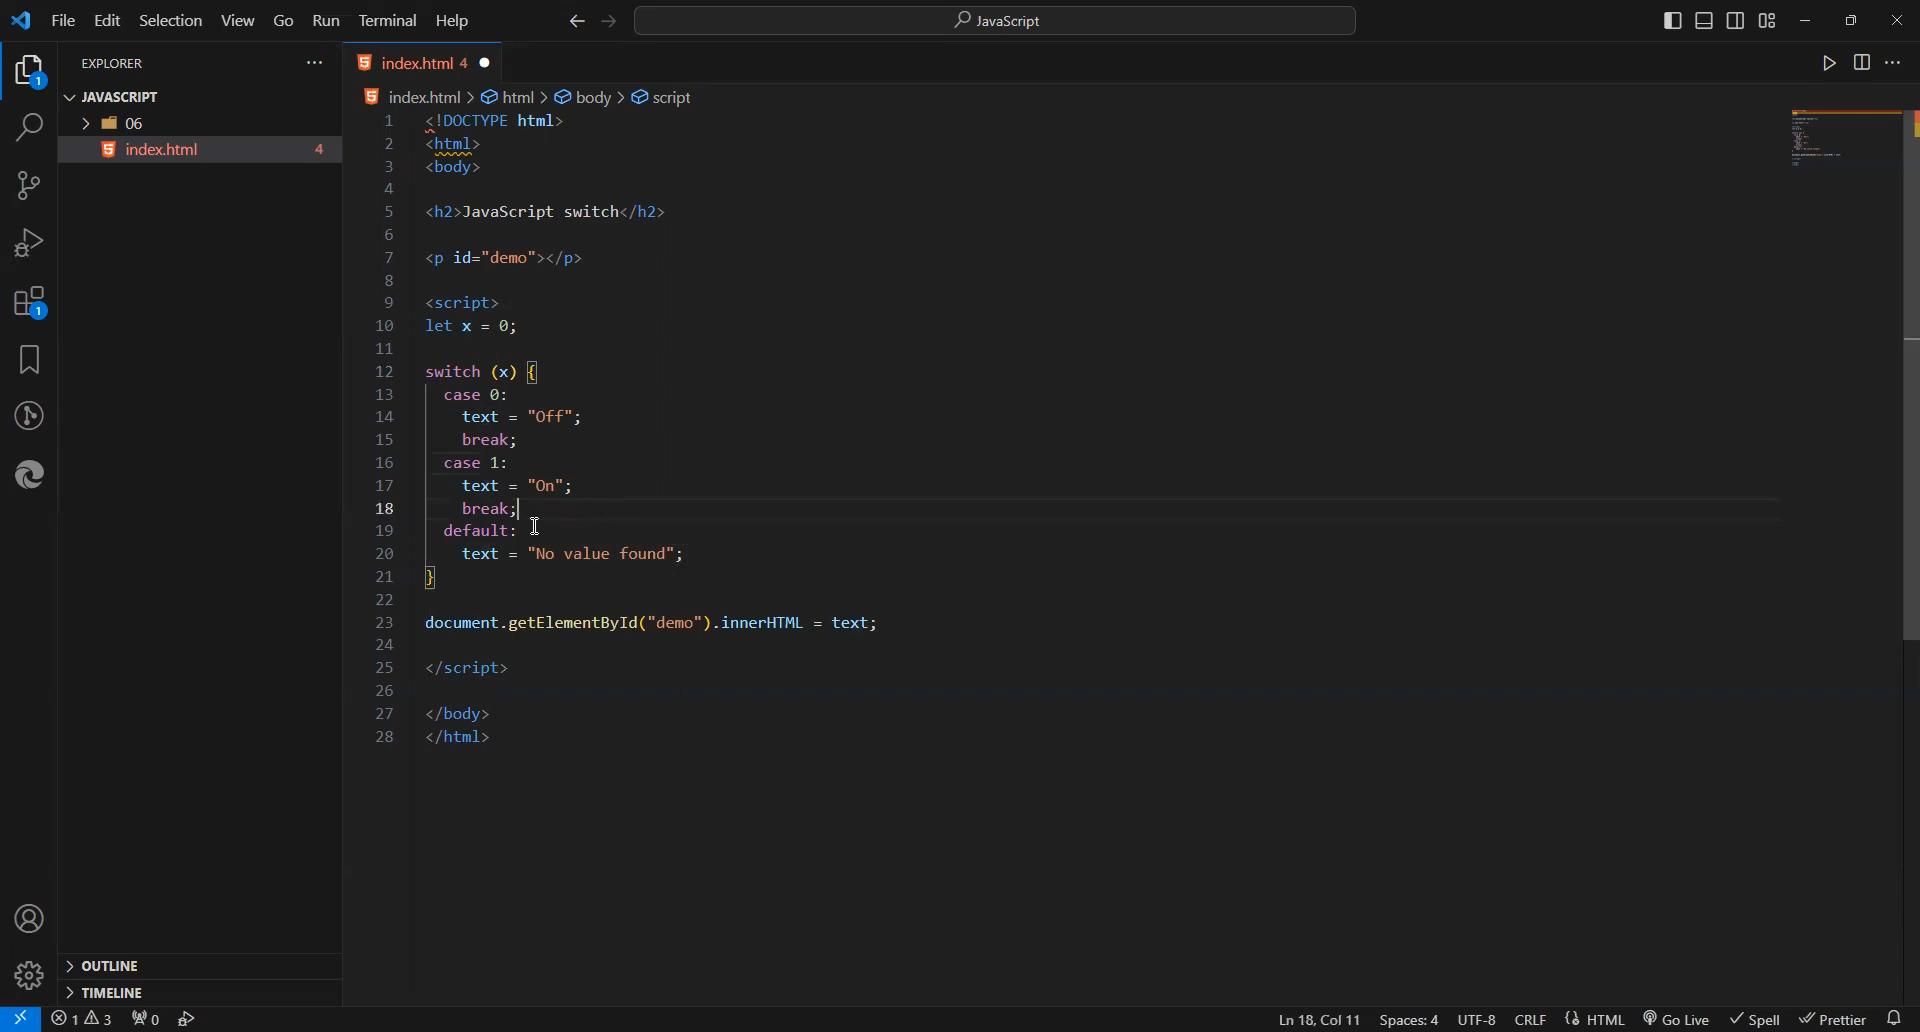 File Edit Selection View Go Run Terminal Help
JavaScript
EXPLORER
index.html 4
JAVASCRIPT
06
index.html 4
index.html > html > body > script
1 <!DOCTYPE html>
2 <html>
3 <body>
4
5 <h2>JavaScript switch</h2>
6
7 <p id="demo"></p>
8
9 <script>
10 let x = 0;
11
12 switch (x) {
13 case 0:
14 text = "Off";
15 break;
16 case 1:
17 text = "On";
18 break;
19 default:
20 text = "No value found";
21 }
22
23 document.getElementById("demo").innerHTML = text;
24
25 </script>
26
27 </body>
28 </html>
1
1
OUTLINE
TIMELINE
1 3 0 Ln 18, Col 11 Spaces: 4 UTF-8 CRLF HTML Go Live Spell Prettier